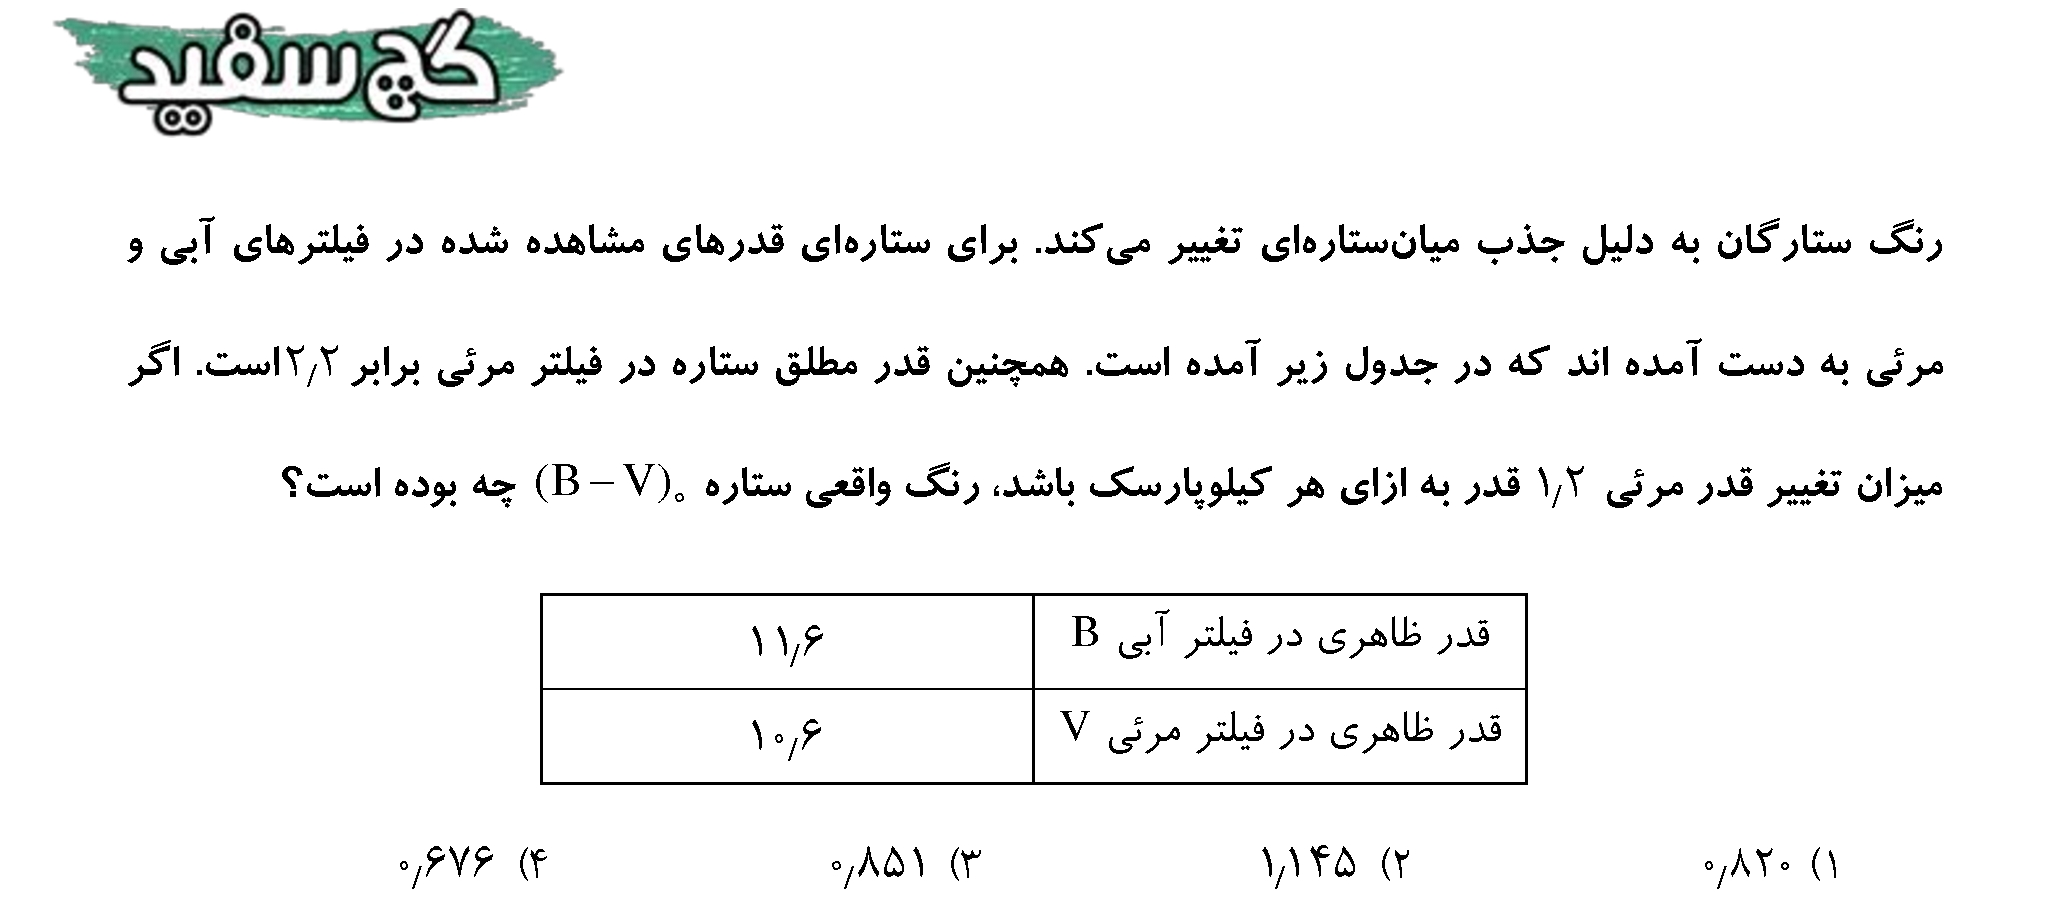 گچ سفید
رنگ ستارگان به دلیل جذب میان‌ستاره‌ای تغییر می‌کند. برای ستاره‌ای قدرهای مشاهده شده در فیلترهای آبی و
مرئی به دست آمده اند که در جدول زیر آمده است. همچنین قدر مطلق ستاره در فیلتر مرئی برابر ۲٫۲است. اگر
میزان تغییر قدر مرئی ۱٫۲ قدر به ازای هر کیلوپارسک باشد، رنگ واقعی ستاره (B – V)₀ چه بوده است؟
قدر ظاهری در فیلتر آبی B ۱۱٫۶
قدر ظاهری در فیلتر مرئی V ۱۰٫۶
۱) ۰٫۸۲۰ ۲) ۱٫۱۴۵ ۳) ۰٫۸۵۱ ۴) ۰٫۶۷۶